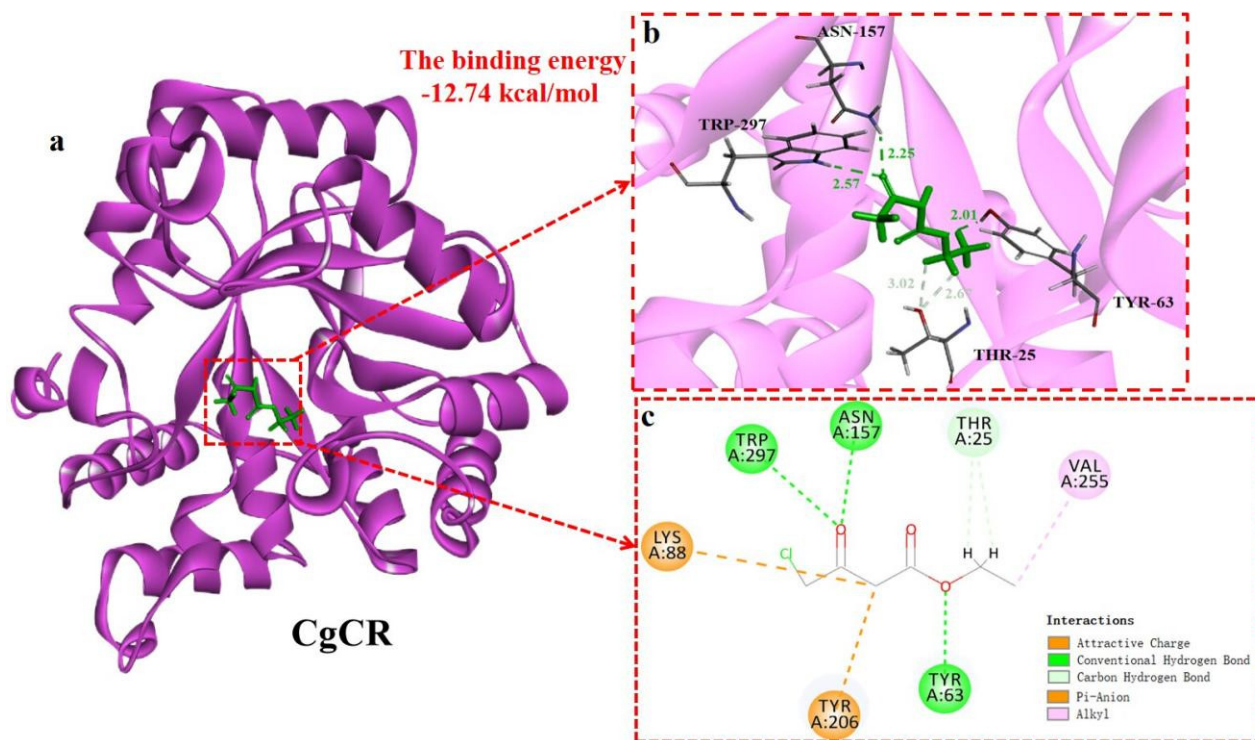 a
The binding energy
-12.74 kcal/mol
CgCR
b
ASN-157
TRP-297
2.25
2.57
2.01
3.02
TYR-63
THR-25
c
TRP
A:297
ASN
A:157
THR
A:25
VAL
A:255
LYS
A:88
Cl
O
O
H
H
O
TYR
A:63
TYR
A:206
Interactions
Attractive Charge
Conventional Hydrogen Bond
Carbon Hydrogen Bond
Pi-Anion
Alkyl